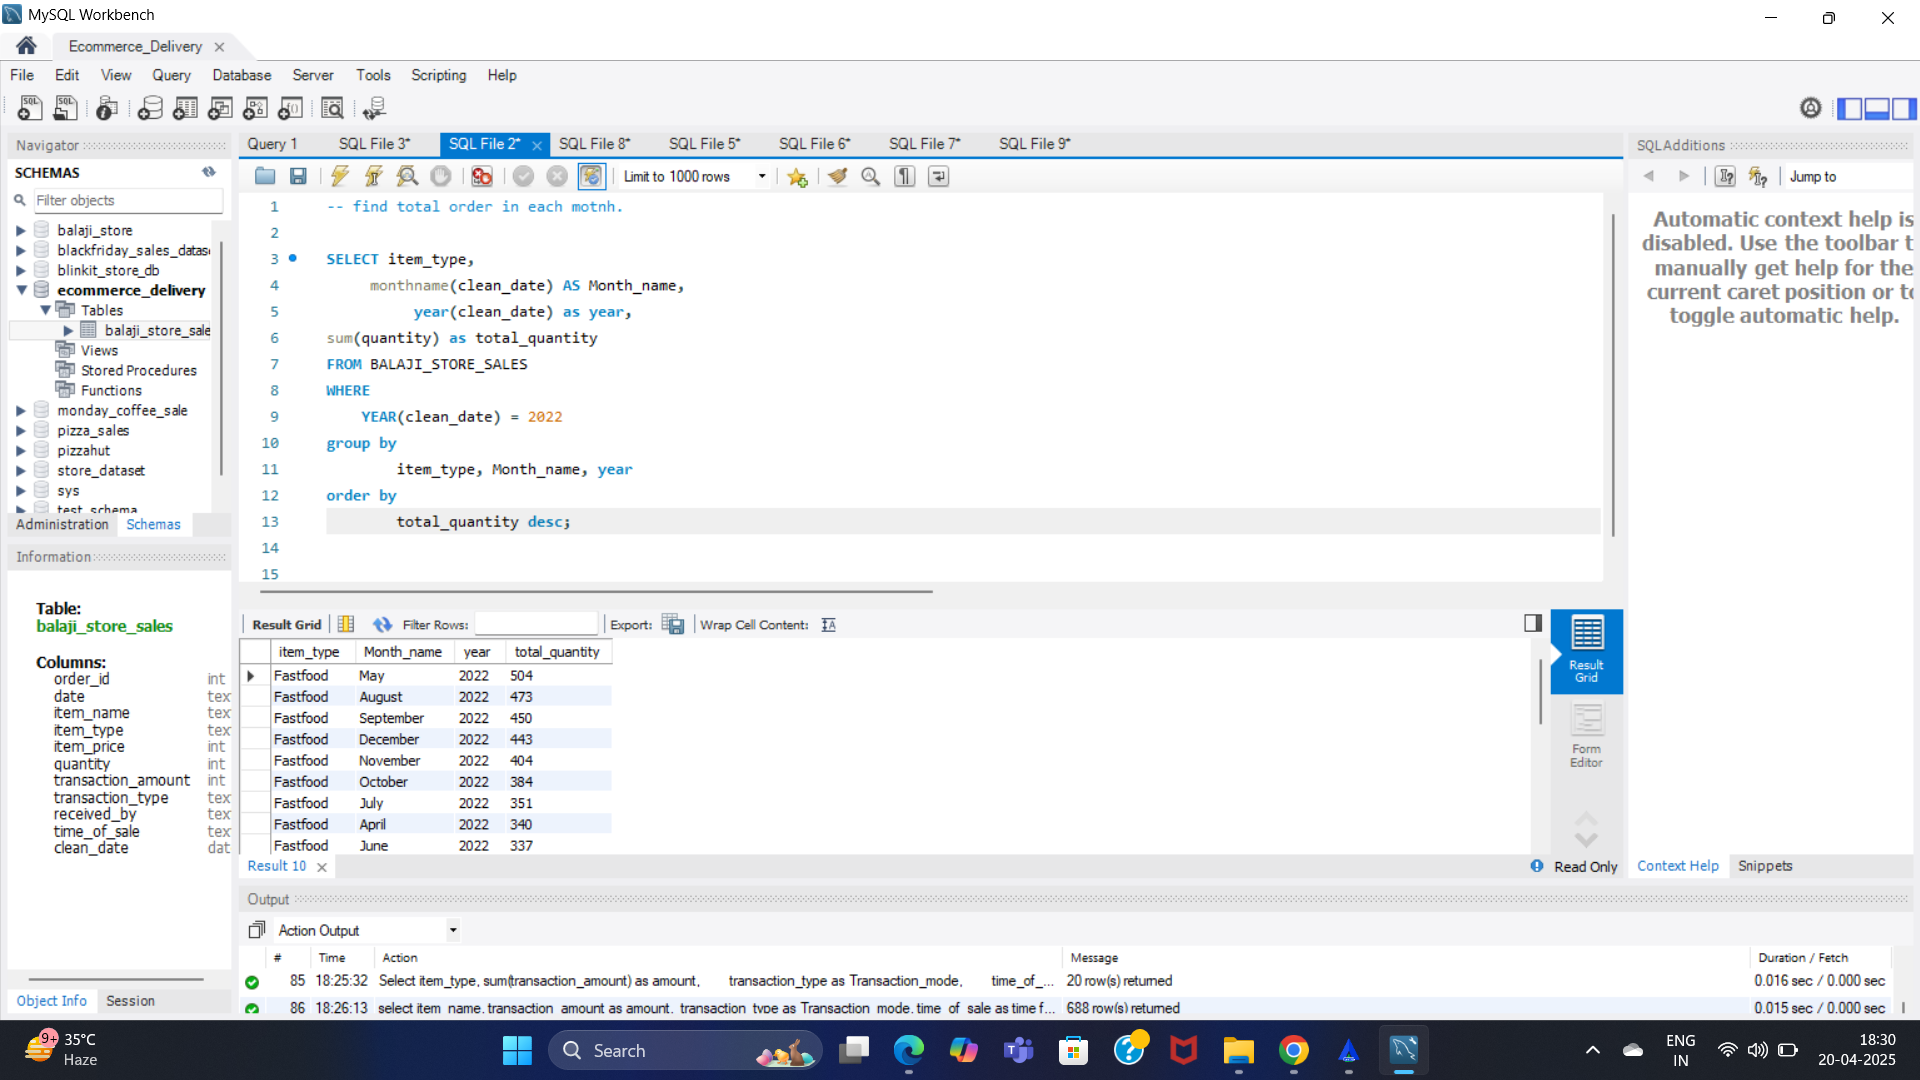 MySQL Workbench
Ecommerce_Delivery
File Edit View Query Database Server Tools Scripting Help
Navigator
SCHEMAS
Filter objects
balaji_store
blackfriday_sales_datas
blinkit_store_db
ecommerce_delivery
Tables
balaji_store_sale
Views
Stored Procedures
Functions
monday_coffee_sale
pizza_sales
pizzahut
store_dataset
sys
test_schema
Administration Schemas
Information
Table:
balaji_store_sales
Columns:
order_id int
date tex
item_name tex
item_type tex
item_price int
quantity int
transaction_amount int
transaction_type tex
received_by tex
time_of_sale tex
clean_date dat
Object Info Session
Query 1 SQL File 3* SQL File 2* SQL File 8* SQL File 5* SQL File 6* SQL File 7* SQL File 9*
Limit to 1000 rows
1 -- find total order in each motnh.
2
3 SELECT item_type,
4 monthname(clean_date) AS Month_name,
5 year(clean_date) as year,
6 sum(quantity) as total_quantity
7 FROM BALAJI_STORE_SALES
8 WHERE
9 YEAR(clean_date) = 2022
10 group by
11 item_type, Month_name, year
12 order by
13 total_quantity desc;
14
15
Result Grid Filter Rows: Export: Wrap Cell Content:
item_type Month_name year total_quantity
Fastfood May 2022 504
Fastfood August 2022 473
Fastfood September 2022 450
Fastfood December 2022 443
Fastfood November 2022 404
Fastfood October 2022 384
Fastfood July 2022 351
Fastfood April 2022 340
Fastfood June 2022 337
Result Grid
Form Editor
Result 10
Read Only
SQLAdditions
Jump to
Automatic context help is
disabled. Use the toolbar t
manually get help for the
current caret position or to
toggle automatic help.
Context Help Snippets
Output
Action Output
# Time Action Message Duration / Fetch
85 18:25:32 Select item_type, sum(transaction_amount) as amount, transaction_type as Transaction_mode, time_of_... 20 row(s) returned 0.016 sec / 0.000 sec
86 18:26:13 select item_name, transaction_amount as amount, transaction_type as Transaction_mode, time_of_sale as time f... 688 row(s) returned 0.015 sec / 0.000 sec
9+
35°C
Haze
Search
ENG
IN
18:30
20-04-2025